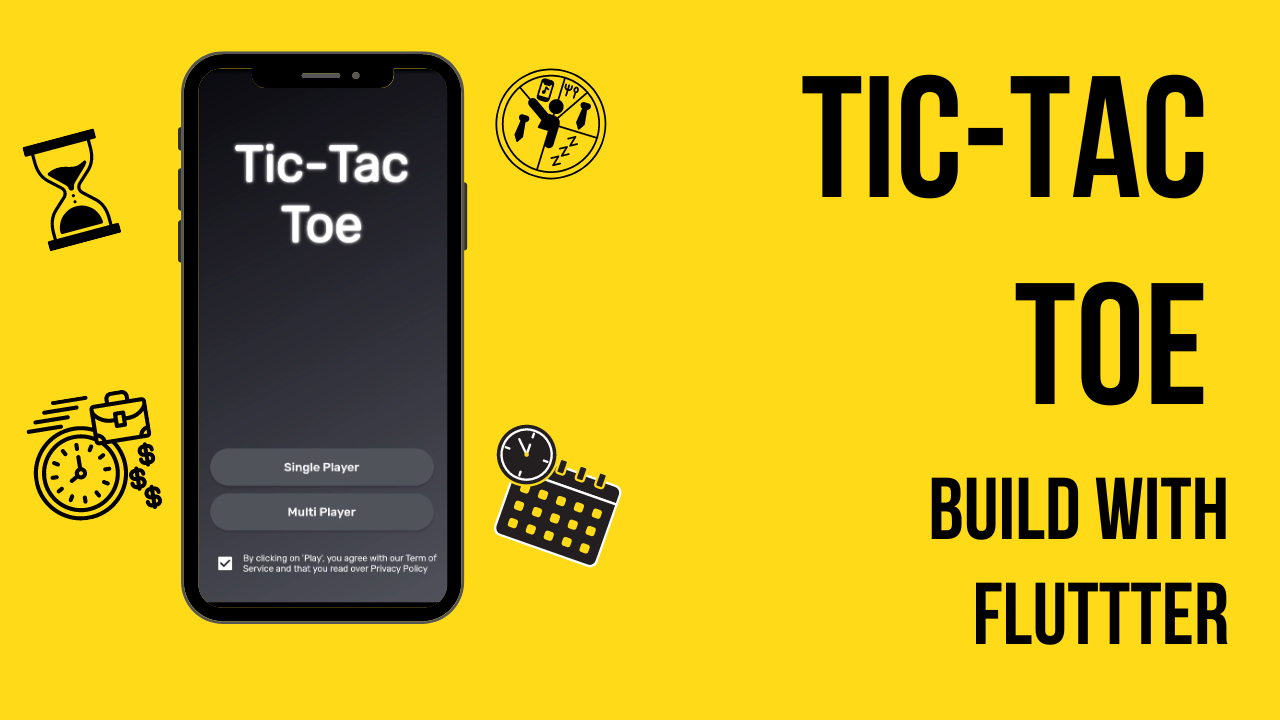 Tic-Tac
Toe
Single Player
Multi Player
By clicking on 'Play', you agree with our Term of
Service and that you read over Privacy Policy
zzz
$
$
$
TIC-TAC
TOE
BUILD WITH
FLUTTTER